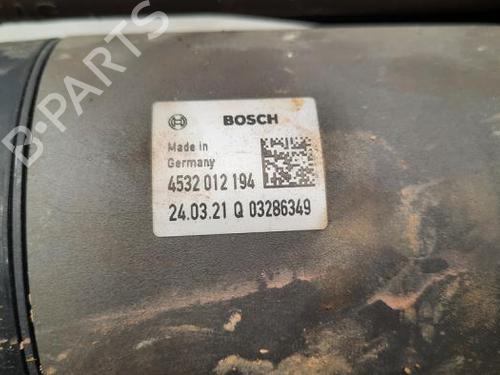 BOSCH
Made in
Germany
4532 012 194
24.03.21 Q 03286349
B-PARTS